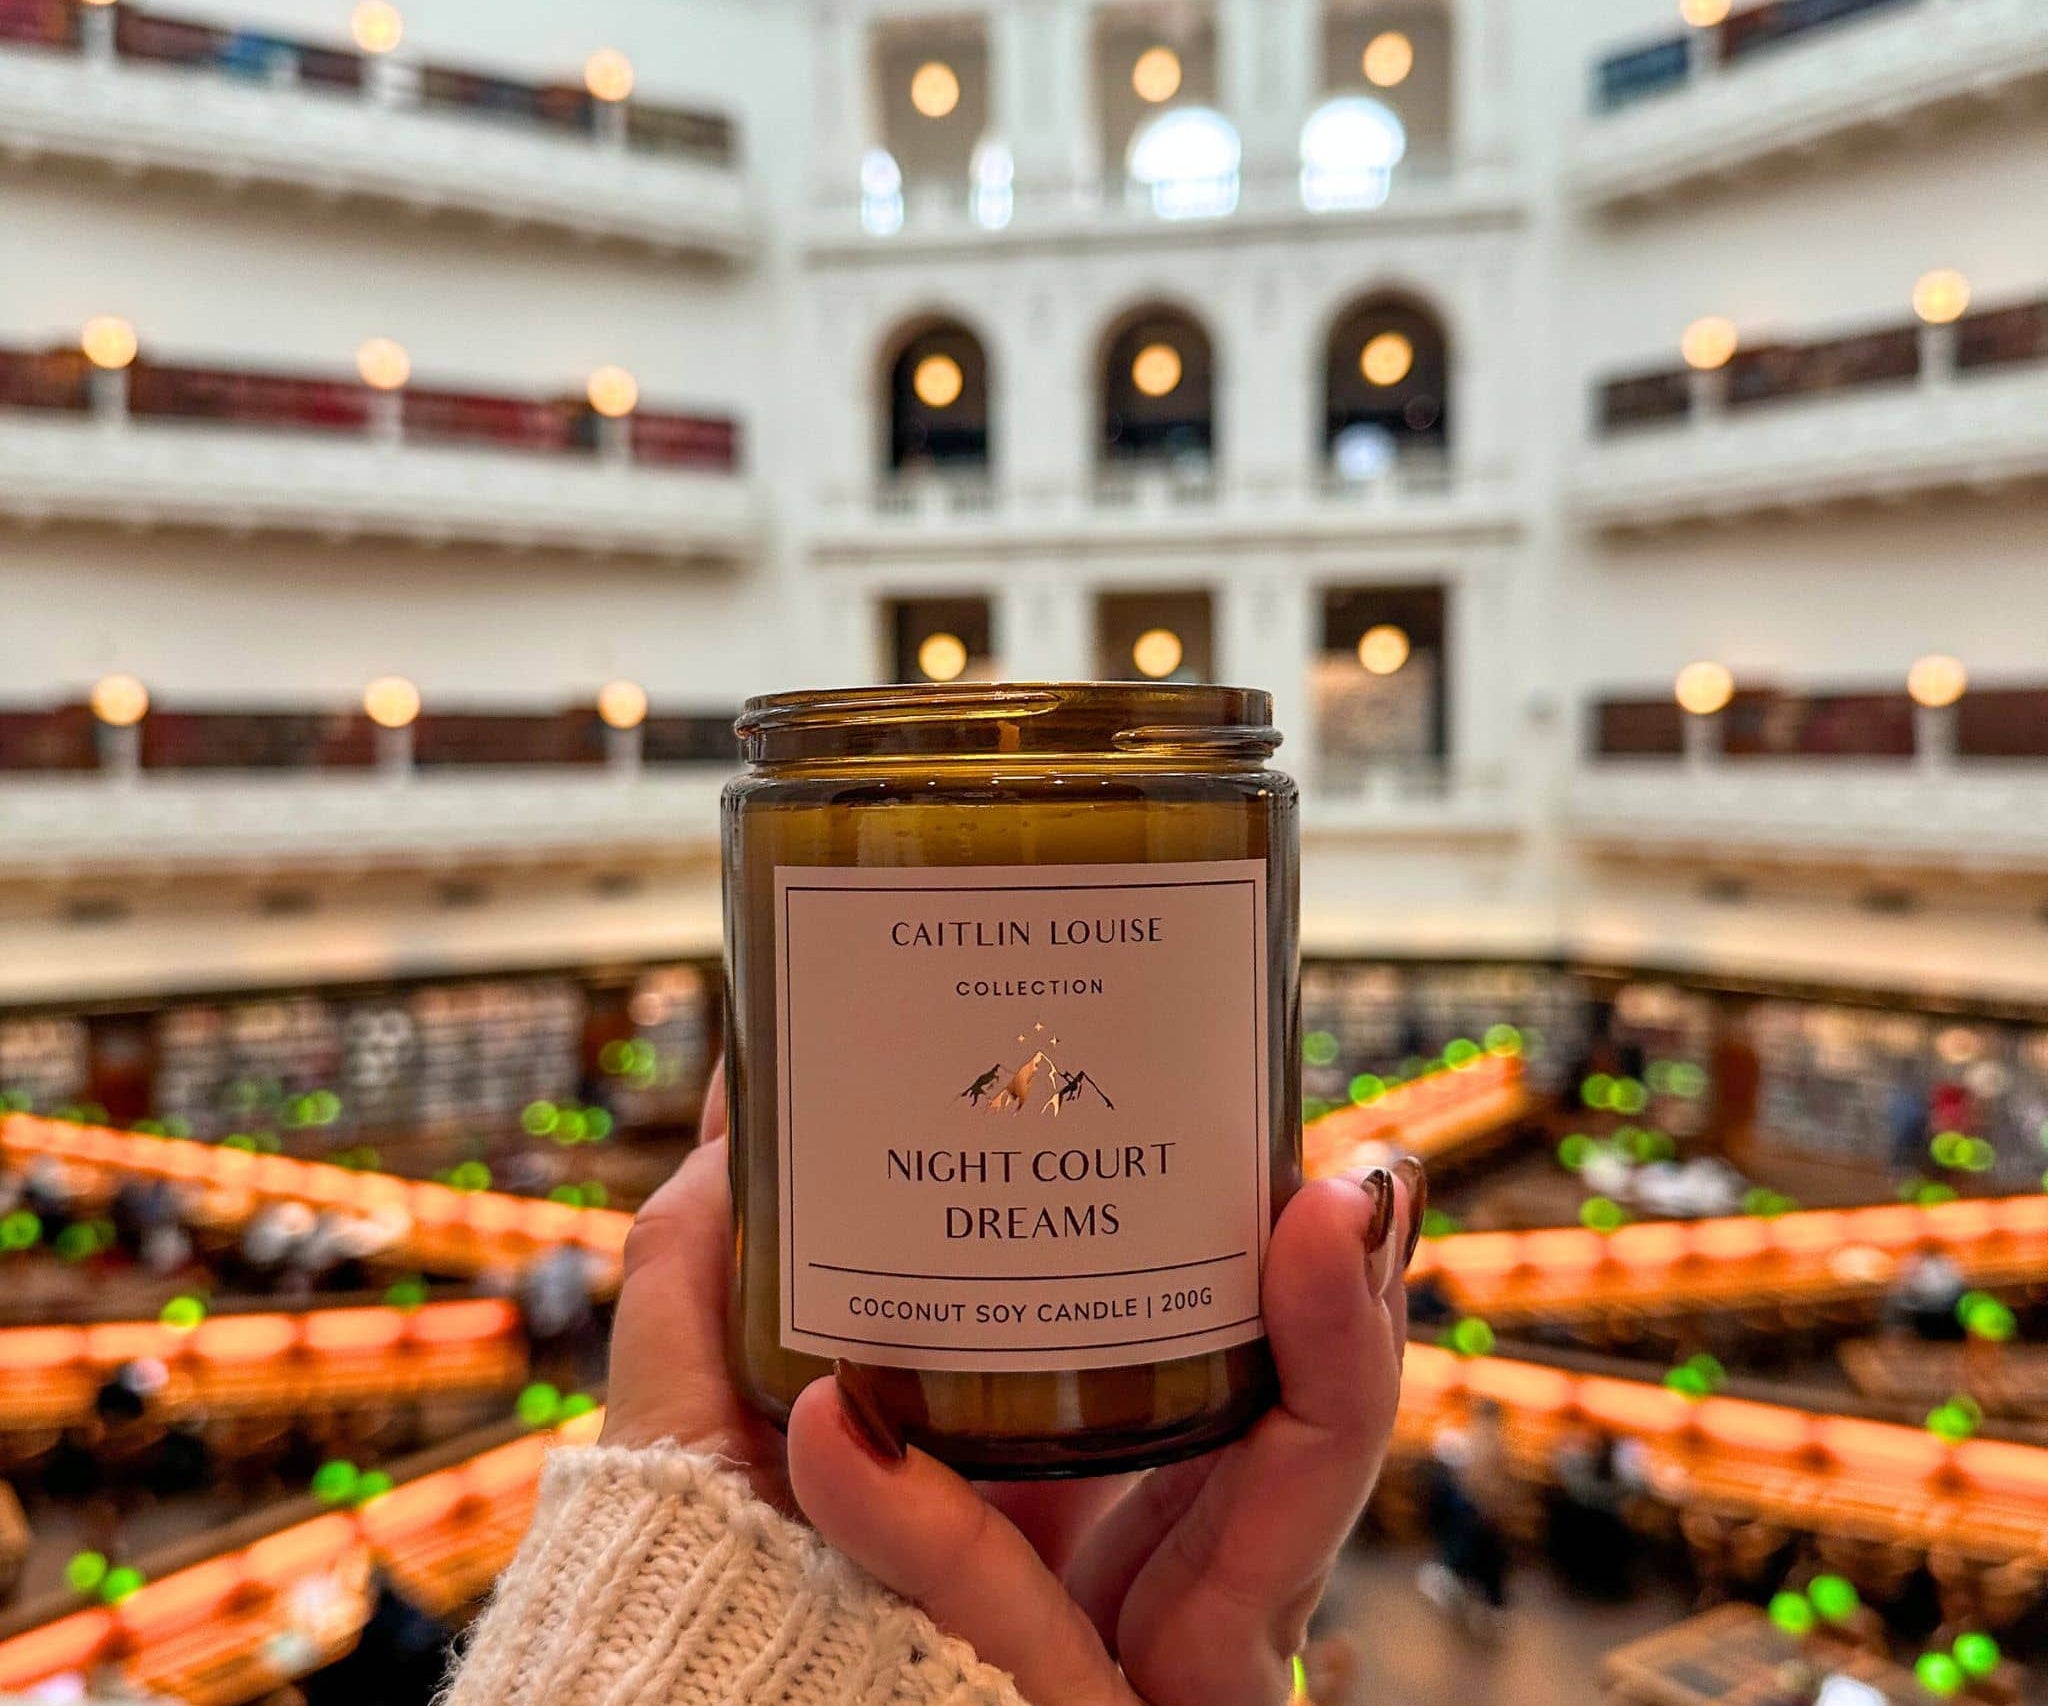 CAITLIN LOUISE
COLLECTION
NIGHT COURT
DREAMS
COCONUT SOY CANDLE | 200G